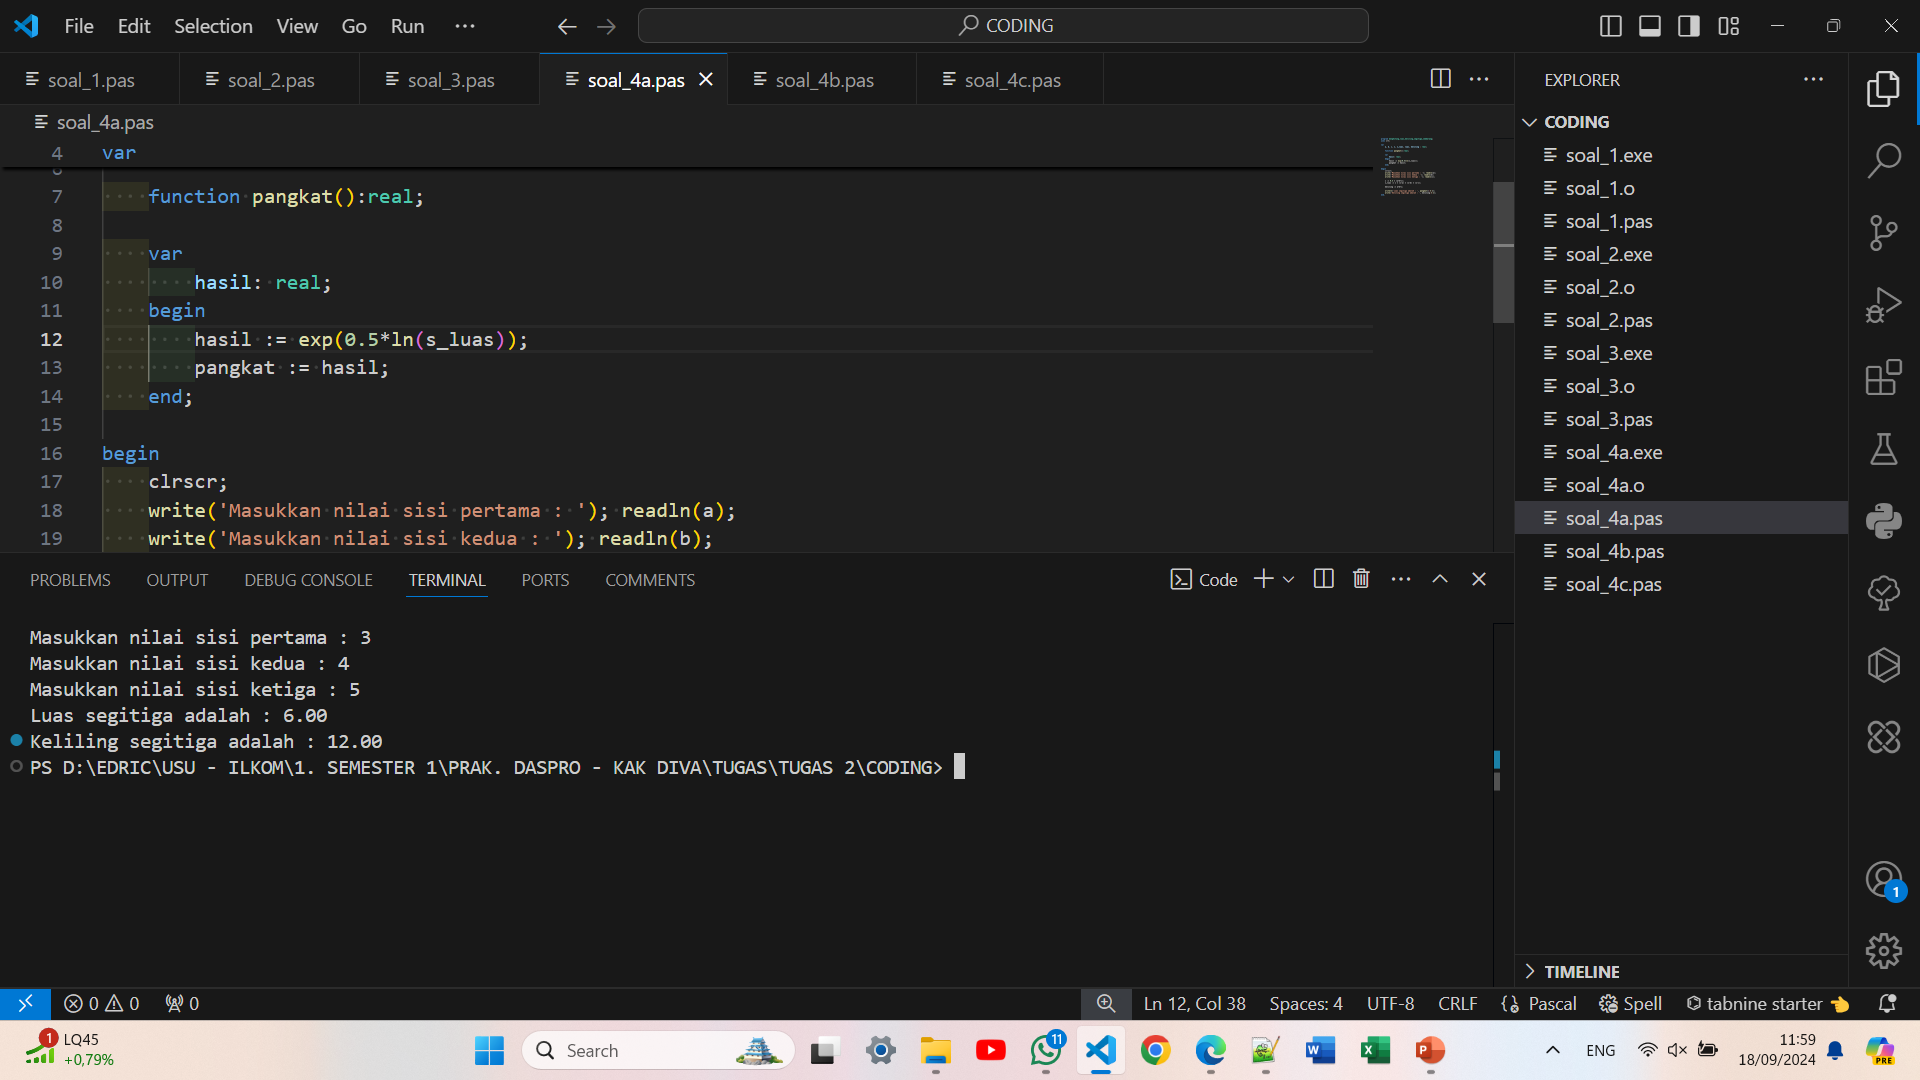 File Edit Selection View Go Run ··· CODING
soal_1.pas soal_2.pas soal_3.pas soal_4a.pas soal_4b.pas soal_4c.pas
soal_4a.pas
4 var
7 function pangkat():real;
8
9 var
10 hasil: real;
11 begin
12 hasil := exp(0.5*ln(s_luas));
13 pangkat := hasil;
14 end;
15
16 begin
17 clrscr;
18 write('Masukkan nilai sisi pertama : '); readln(a);
19 write('Masukkan nilai sisi kedua : '); readln(b);
PROBLEMS OUTPUT DEBUG CONSOLE TERMINAL PORTS COMMENTS Code
Masukkan nilai sisi pertama : 3
Masukkan nilai sisi kedua : 4
Masukkan nilai sisi ketiga : 5
Luas segitiga adalah : 6.00
Keliling segitiga adalah : 12.00
PS D:\EDRIC\USU - ILKOM\1. SEMESTER 1\PRAK. DASPRO - KAK DIVA\TUGAS\TUGAS 2\CODING>
EXPLORER
CODING
soal_1.exe
soal_1.o
soal_1.pas
soal_2.exe
soal_2.o
soal_2.pas
soal_3.exe
soal_3.o
soal_3.pas
soal_4a.exe
soal_4a.o
soal_4a.pas
soal_4b.pas
soal_4c.pas
TIMELINE
1
0 0 0 Ln 12, Col 38 Spaces: 4 UTF-8 CRLF Pascal Spell tabnine starter
1 LQ45
+0,79%
Search
11
ENG
11:59
18/09/2024
PRE